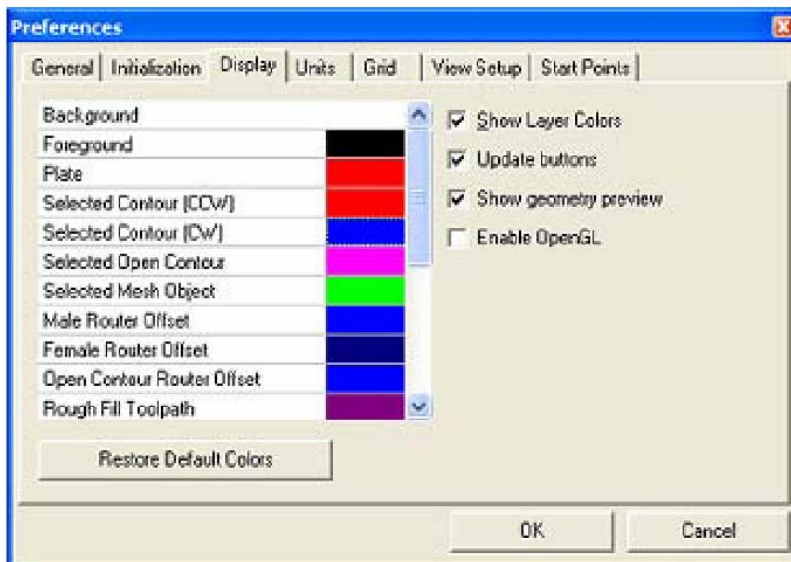 Preferences
General Initialization Display Units Grid View Setup Start Points
Background
Foreground
Plate
Selected Contour (CCW)
Selected Contour (CW)
Selected Open Contour
Selected Mesh Object
Male Router Offset
Female Router Offset
Open Contour Router Offset
Rough Fill Toolpath
Show Layer Colors
Update buttons
Show geometry preview
Enable OpenGL
Restore Default Colors
OK Cancel